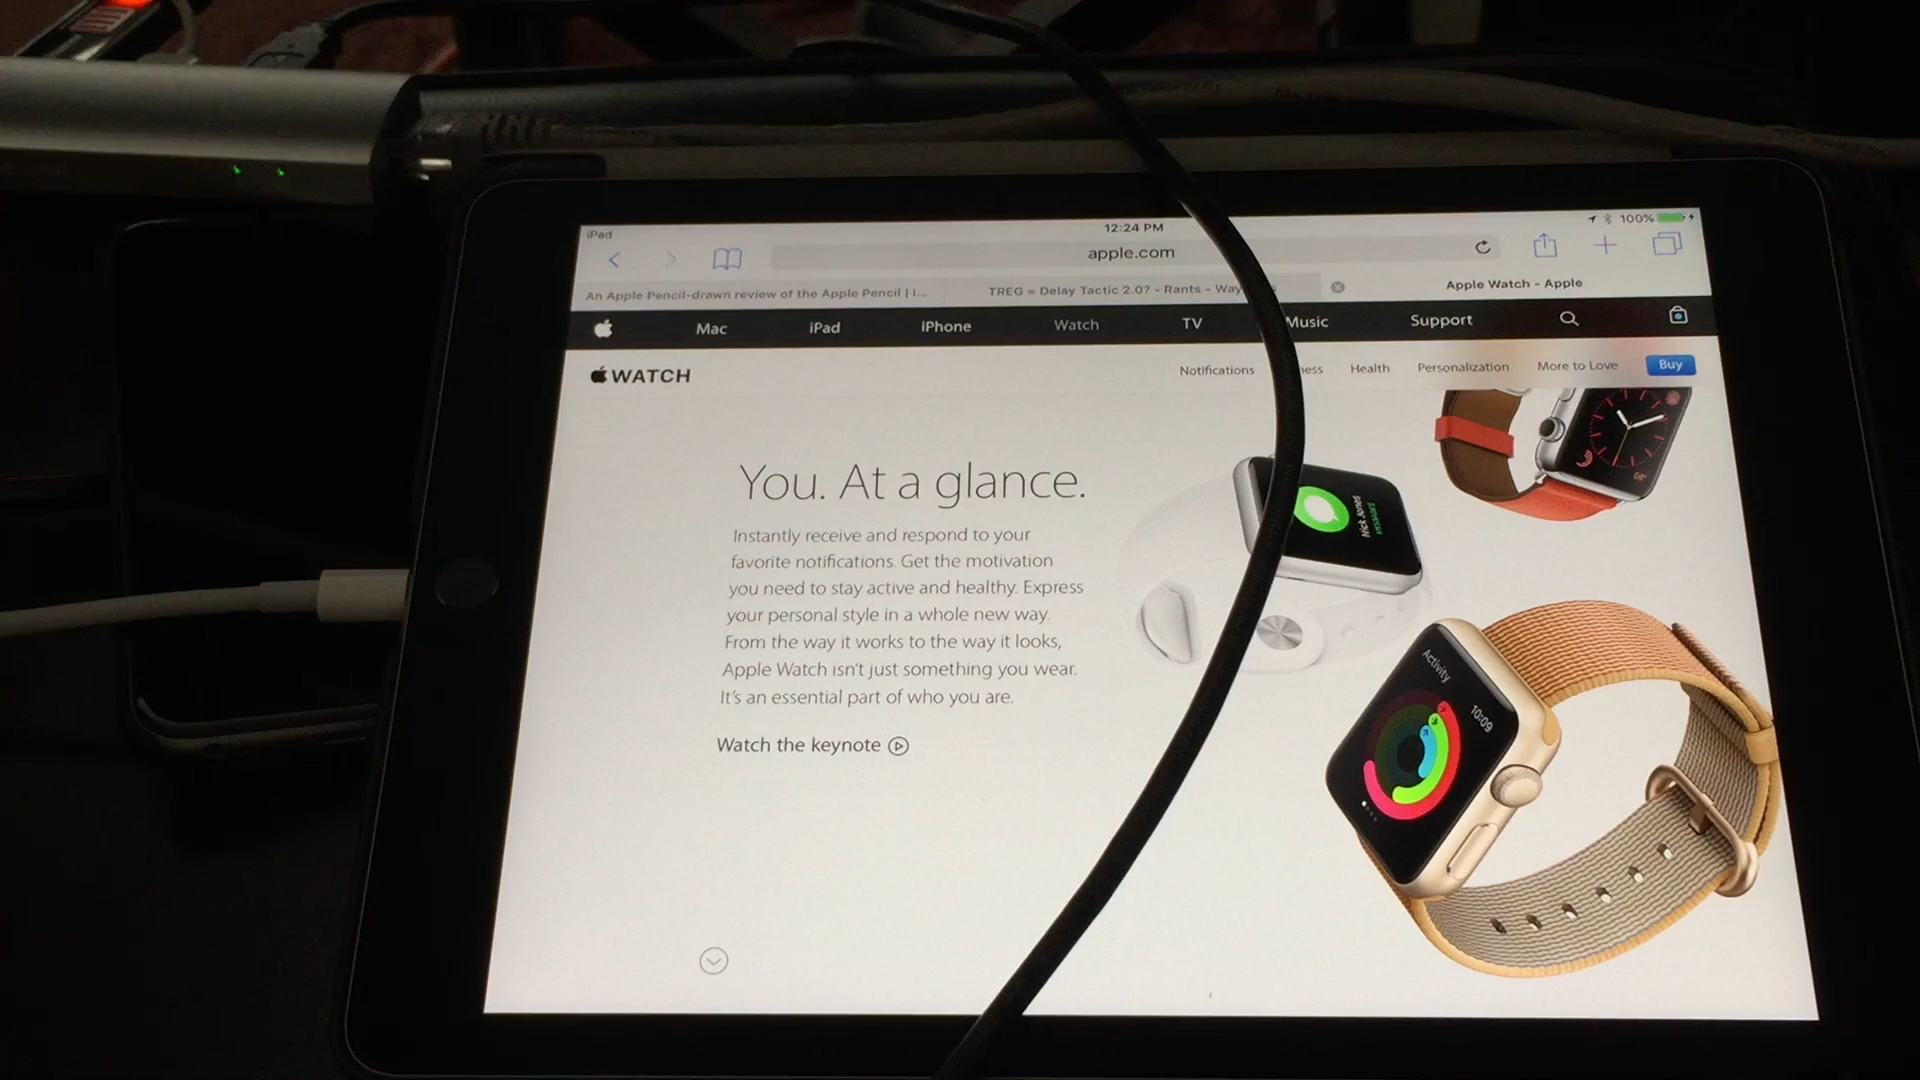 iPad
12:24 PM
100%
apple.com
An Apple Pencil-drawn review of the Apple Pencil | i...
TREG = Delay Tactic 2.0? - Rants - Way
Apple Watch - Apple
Mac iPad iPhone Watch TV Music Support
WATCH
Notifications ness Health Personalization More to Love Buy
You. At a glance.
Instantly receive and respond to your
favorite notifications. Get the motivation
you need to stay active and healthy. Express
your personal style in a whole new way.
From the way it works to the way it looks,
Apple Watch isn't just something you wear.
It's an essential part of who you are.
Watch the keynote
Nick Jones
Activity
10:09